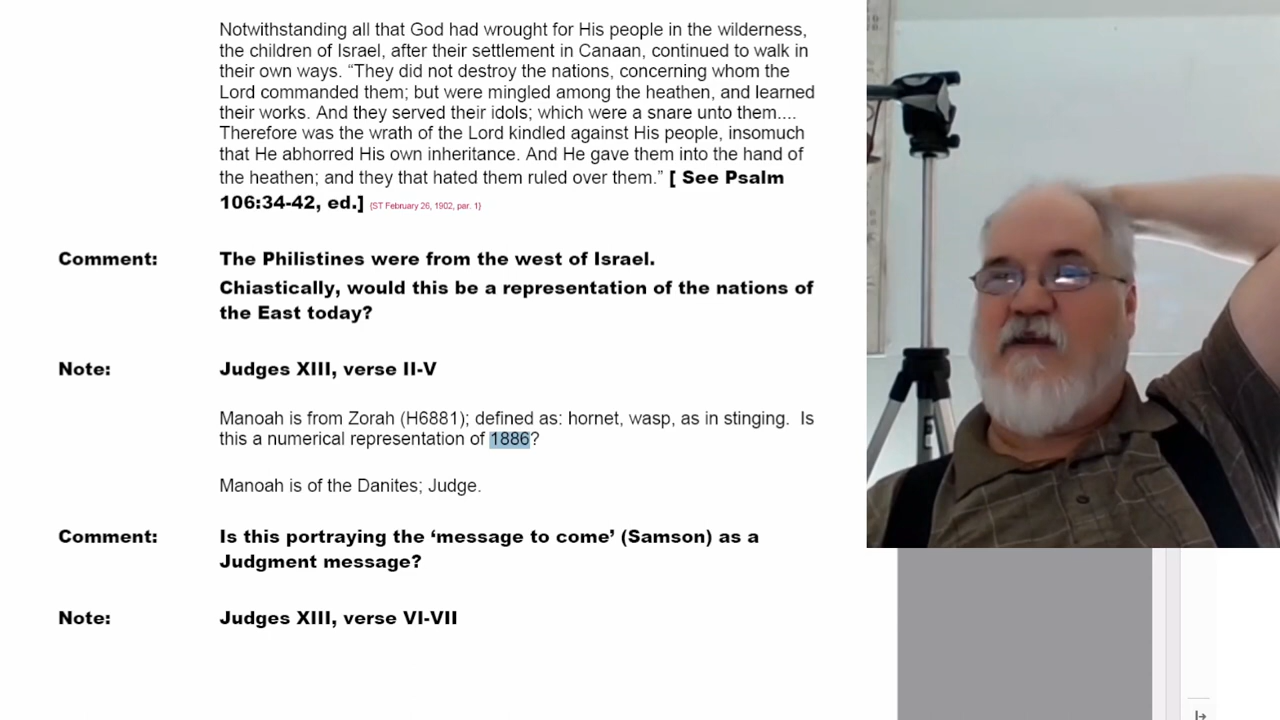 Notwithstanding all that God had wrought for His people in the wilderness,
the children of Israel, after their settlement in Canaan, continued to walk in
their own ways. “They did not destroy the nations, concerning whom the
Lord commanded them; but were mingled among the heathen, and learned
their works. And they served their idols; which were a snare unto them....
Therefore was the wrath of the Lord kindled against His people, insomuch
that He abhorred His own inheritance. And He gave them into the hand of
the heathen; and they that hated them ruled over them.” [ See Psalm
106:34-42, ed.] {ST February 26, 1902, par. 1}
Comment: The Philistines were from the west of Israel.
Chiastically, would this be a representation of the nations of
the East today?
Note: Judges XIII, verse II-V
Manoah is from Zorah (H6881); defined as: hornet, wasp, as in stinging. Is
this a numerical representation of 1886?
Manoah is of the Danites; Judge.
Comment: Is this portraying the ‘message to come’ (Samson) as a
Judgment message?
Note: Judges XIII, verse VI-VII